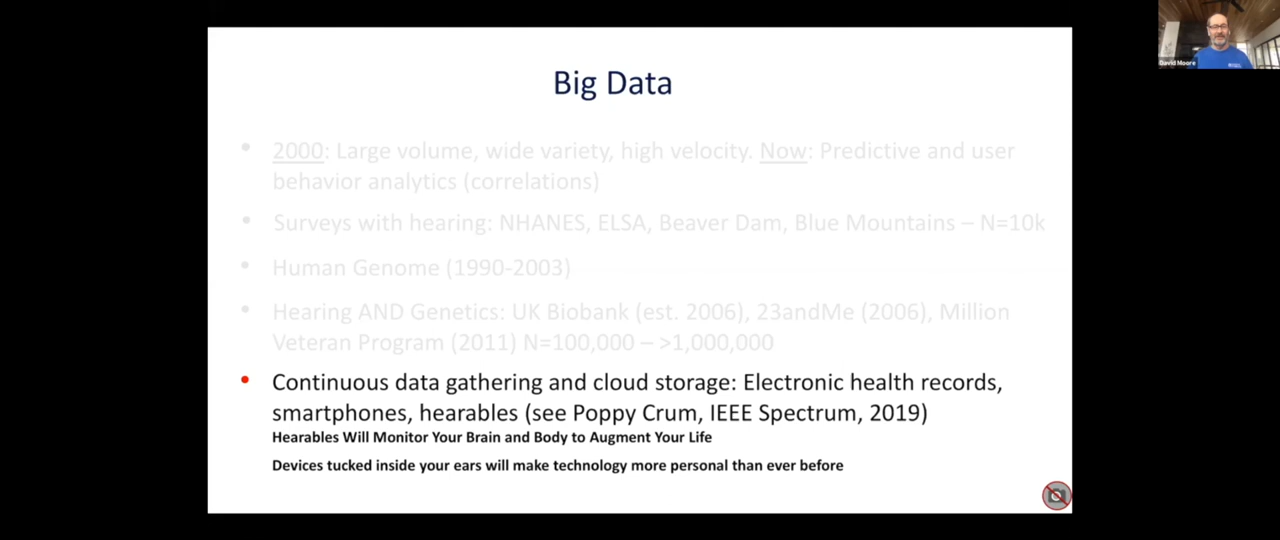 David Moore
Big Data
2000: Large volume, wide variety, high velocity. Now: Predictive and user
behavior analytics (correlations)
Surveys with hearing: NHANES, ELSA, Beaver Dam, Blue Mountains – N=10k
Human Genome (1990-2003)
Hearing AND Genetics: UK Biobank (est. 2006), 23andMe (2006), Million
Veteran Program (2011) N=100,000 – >1,000,000
Continuous data gathering and cloud storage: Electronic health records,
smartphones, hearables (see Poppy Crum, IEEE Spectrum, 2019)
Hearables Will Monitor Your Brain and Body to Augment Your Life
Devices tucked inside your ears will make technology more personal than ever before